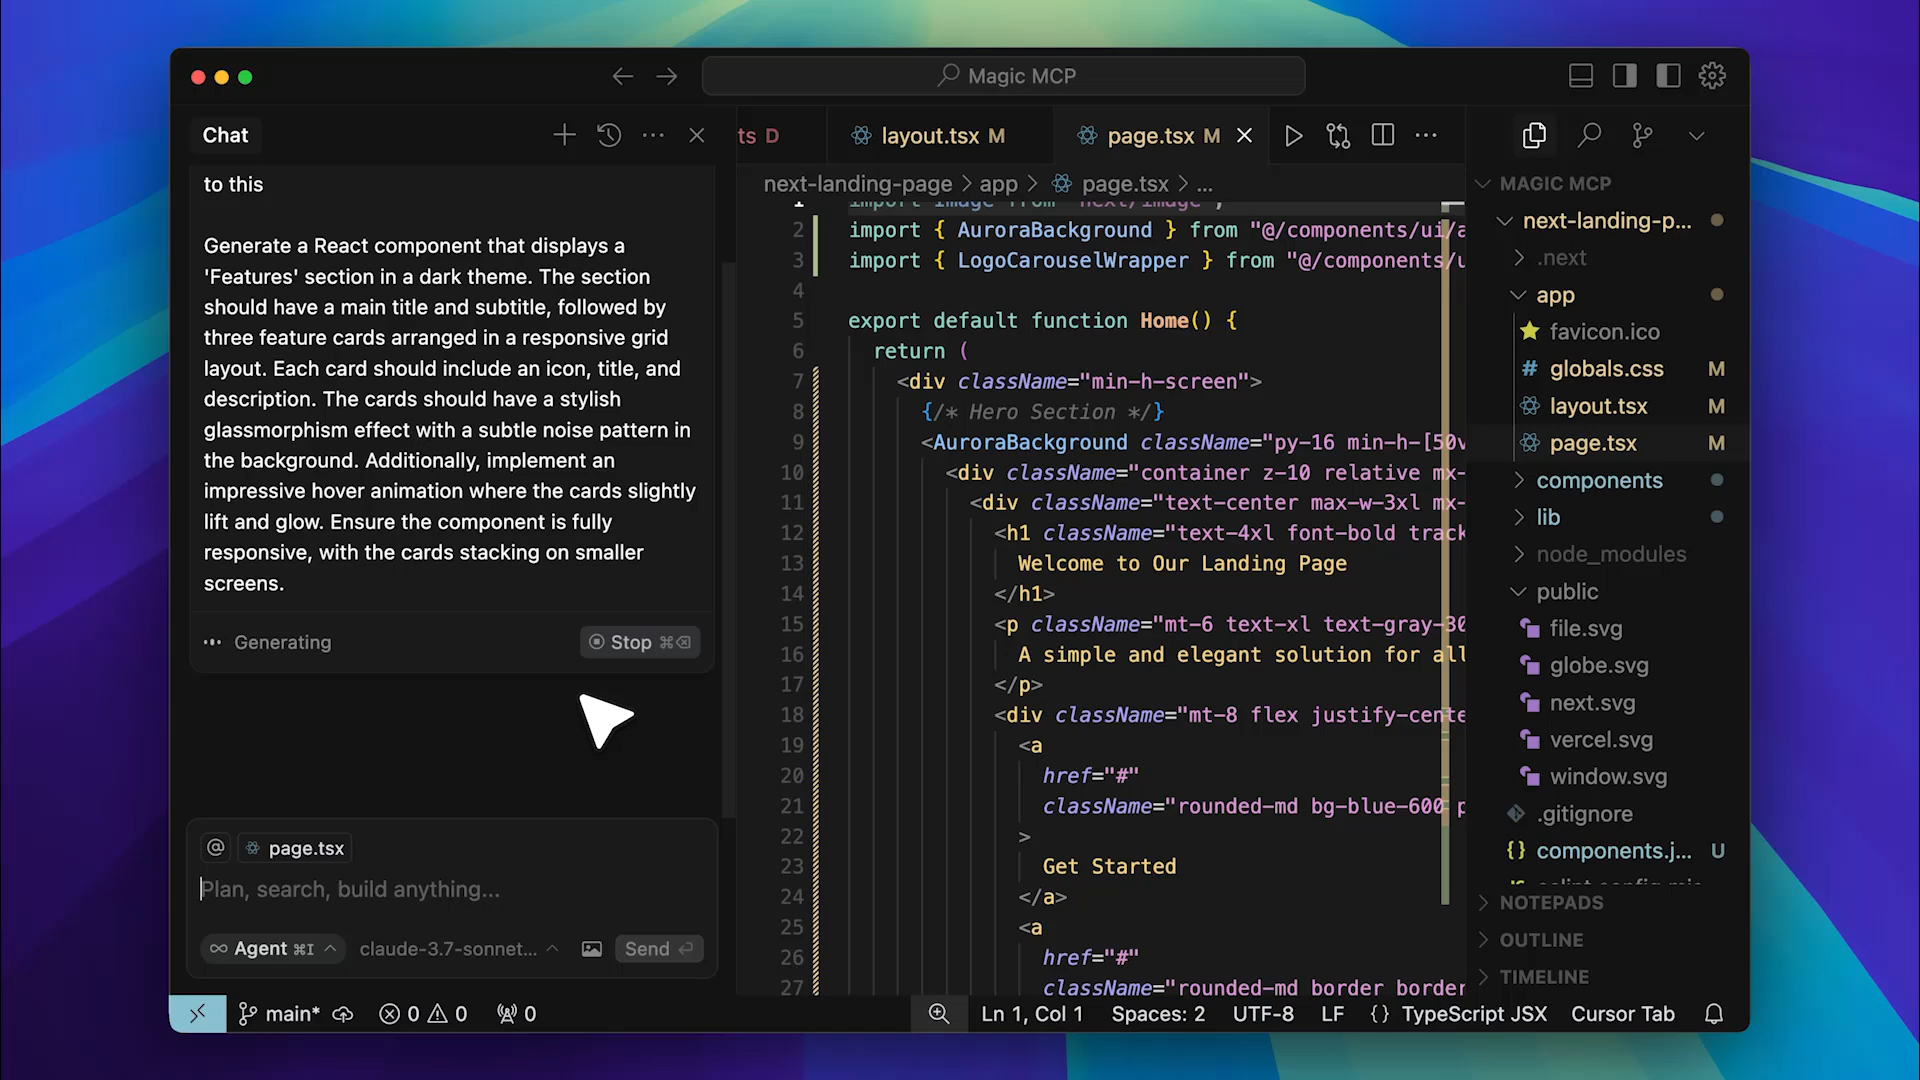 Magic MCP
Chat
ts D
layout.tsx M
page.tsx M
next-landing-page > app > page.tsx > ...
to this
Generate a React component that displays a
'Features' section in a dark theme. The section
should have a main title and subtitle, followed by
three feature cards arranged in a responsive grid
layout. Each card should include an icon, title, and
description. The cards should have a stylish
glassmorphism effect with a subtle noise pattern in
the background. Additionally, implement an
impressive hover animation where the cards slightly
lift and glow. Ensure the component is fully
responsive, with the cards stacking on smaller
screens.
Generating
Stop ⌘⌫
@ page.tsx
Plan, search, build anything...
∞ Agent ⌘I
claude-3.7-sonnet...
Send
1 import Image from "next/image";
2 import { AuroraBackground } from "@/components/ui/a
3 import { LogoCarouselWrapper } from "@/components/u
4
5 export default function Home() {
6 return (
7 <div className="min-h-screen">
8 {/* Hero Section */}
9 <AuroraBackground className="py-16 min-h-[50v
10 <div className="container z-10 relative mx-
11 <div className="text-center max-w-3xl mx-
12 <h1 className="text-4xl font-bold track
13 Welcome to Our Landing Page
14 </h1>
15 <p className="mt-6 text-xl text-gray-30
16 A simple and elegant solution for all
17 </p>
18 <div className="mt-8 flex justify-cente
19 <a
20 href="#"
21 className="rounded-md bg-blue-600 p
22 >
23 Get Started
24 </a>
25 <a
26 href="#"
27 className="rounded-md border border
MAGIC MCP
next-landing-p...
.next
app
favicon.ico
# globals.css M
layout.tsx M
page.tsx M
components
lib
node_modules
public
file.svg
globe.svg
next.svg
vercel.svg
window.svg
.gitignore
{} components.j... U
NOTEPADS
OUTLINE
TIMELINE
main*
0
0
0
Ln 1, Col 1
Spaces: 2
UTF-8
LF
{} TypeScript JSX
Cursor Tab